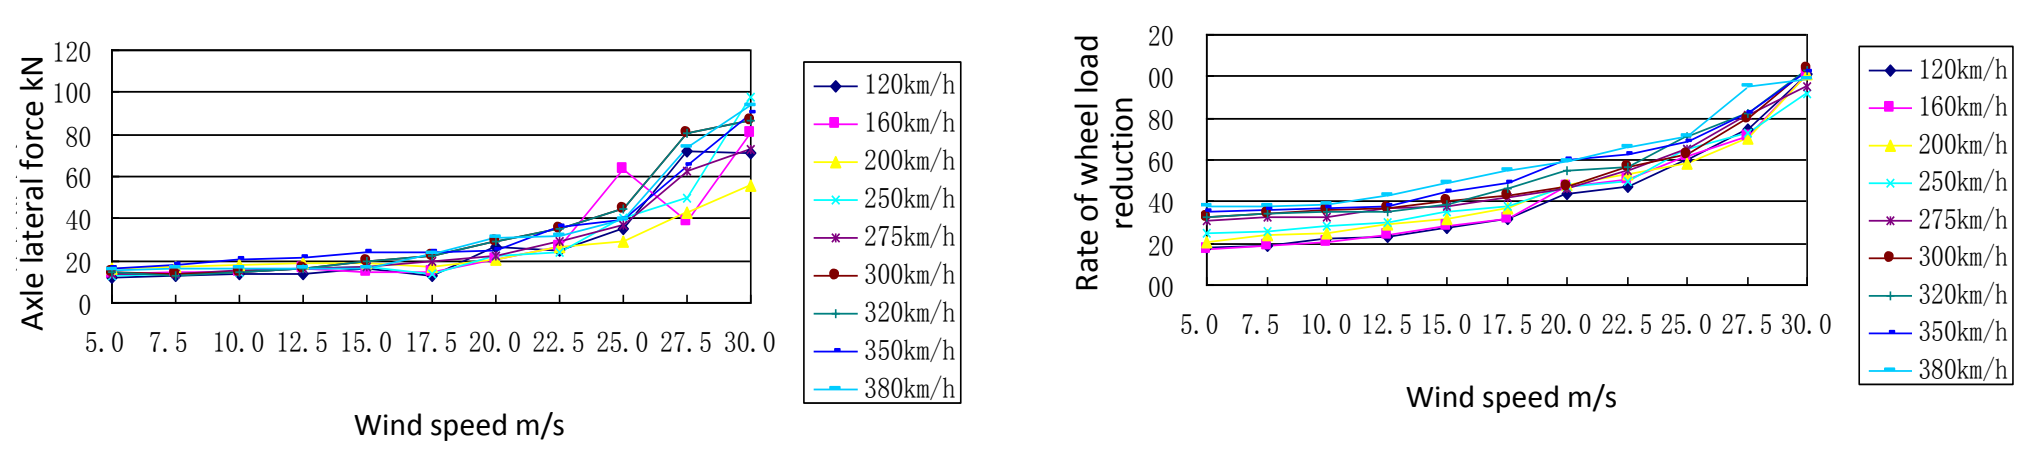 Axle lateral force kN
120
100
80
60
40
20
0
5.0 7.5 10.0 12.5 15.0 17.5 20.0 22.5 25.0 27.5 30.0
Wind speed m/s
120km/h
160km/h
200km/h
250km/h
275km/h
300km/h
320km/h
350km/h
380km/h
Rate of wheel load
reduction
20
00
80
60
40
20
00
5.0 7.5 10.0 12.5 15.0 17.5 20.0 22.5 25.0 27.5 30.0
Wind speed m/s
120km/h
160km/h
200km/h
250km/h
275km/h
300km/h
320km/h
350km/h
380km/h